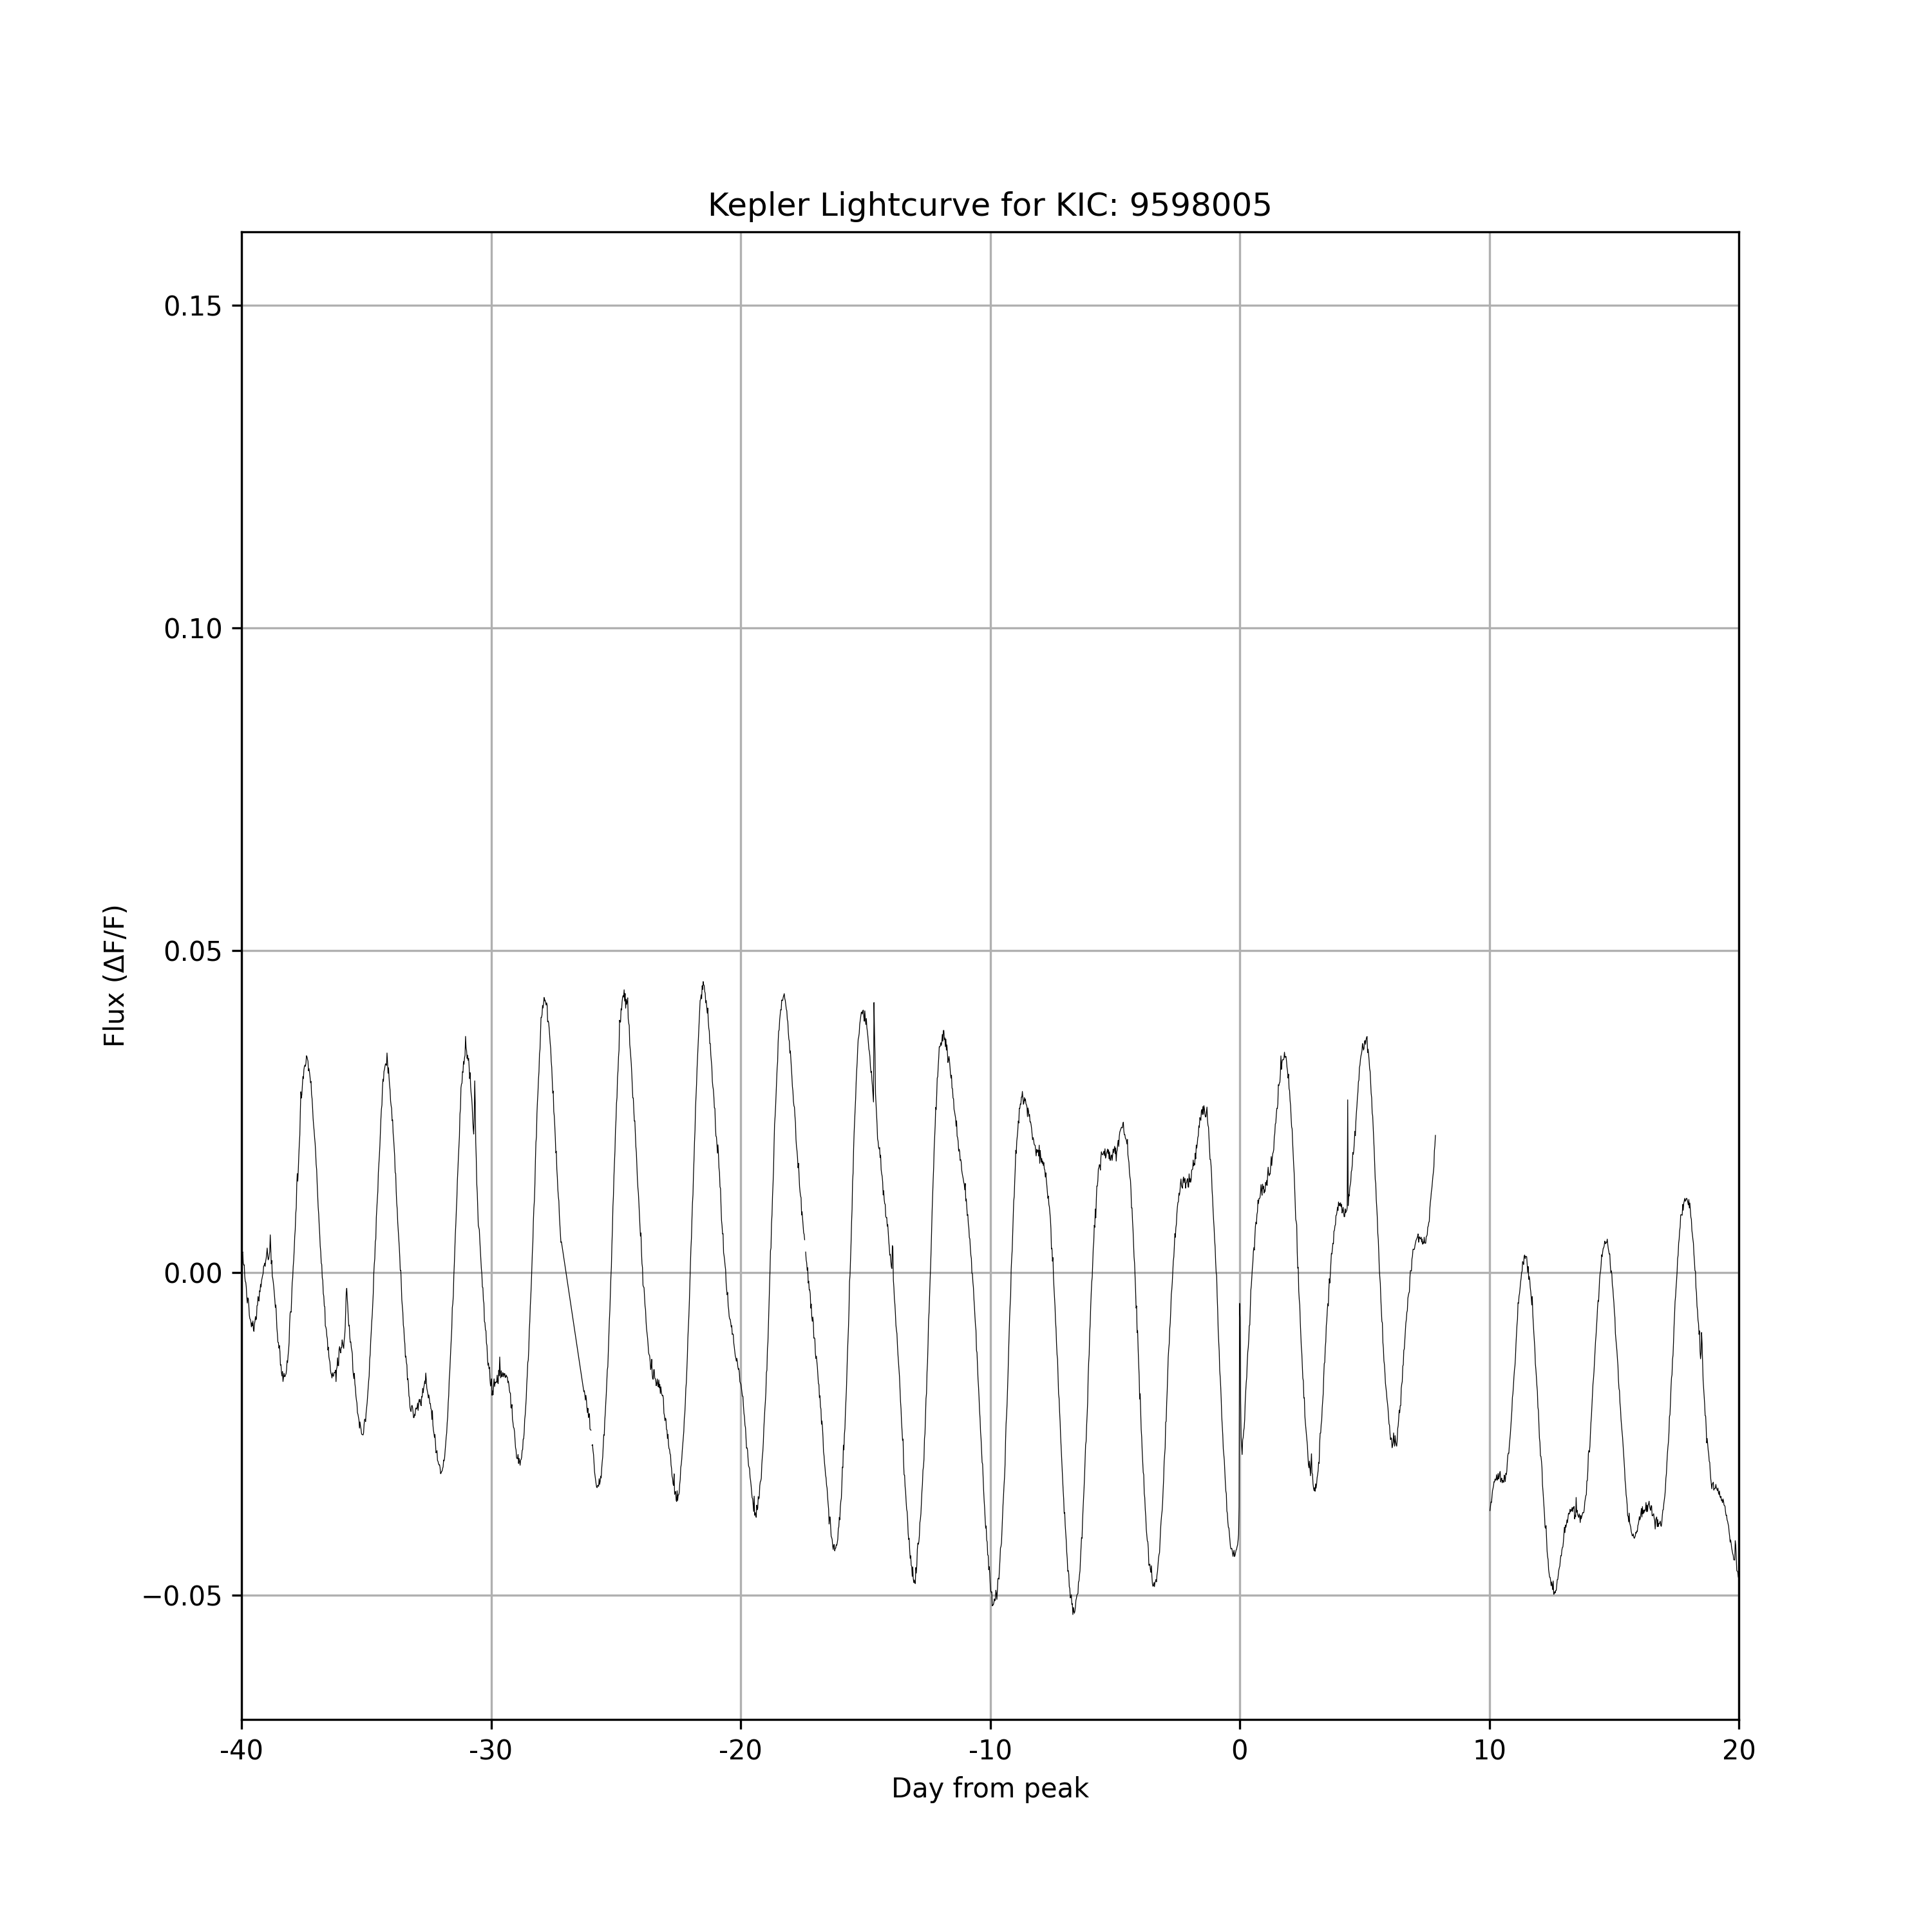 Kepler Lightcurve for KIC: 9598005
0.15
0.10
0.05
0.00
−0.05
Flux (ΔF/F)
-40 -30 -20 -10 0 10 20
Day from peak